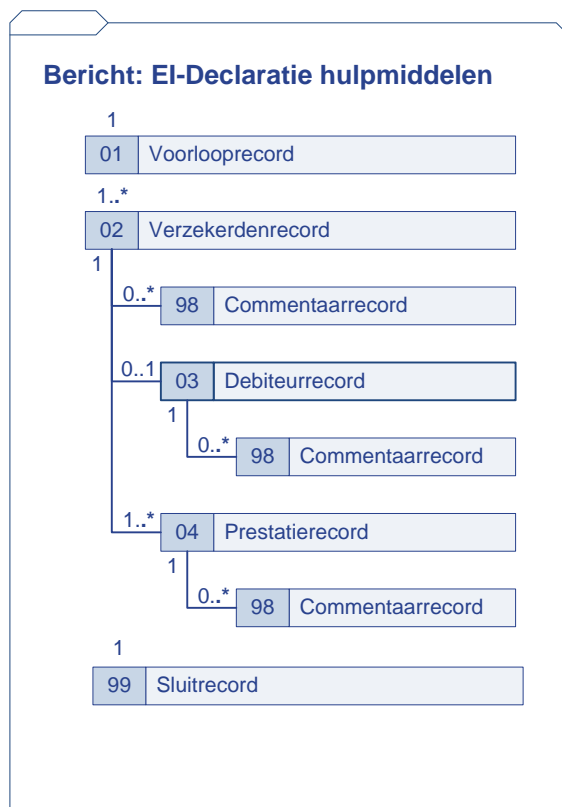 Bericht: EI-Declaratie hulpmiddelen
1
01 Voorlooprecord
1..*
02 Verzekerdenrecord
1
0..* 98 Commentaarrecord
0..1 03 Debiteurrecord
1
0..* 98 Commentaarrecord
1..* 04 Prestatierecord
1
0..* 98 Commentaarrecord
1
99 Sluitrecord